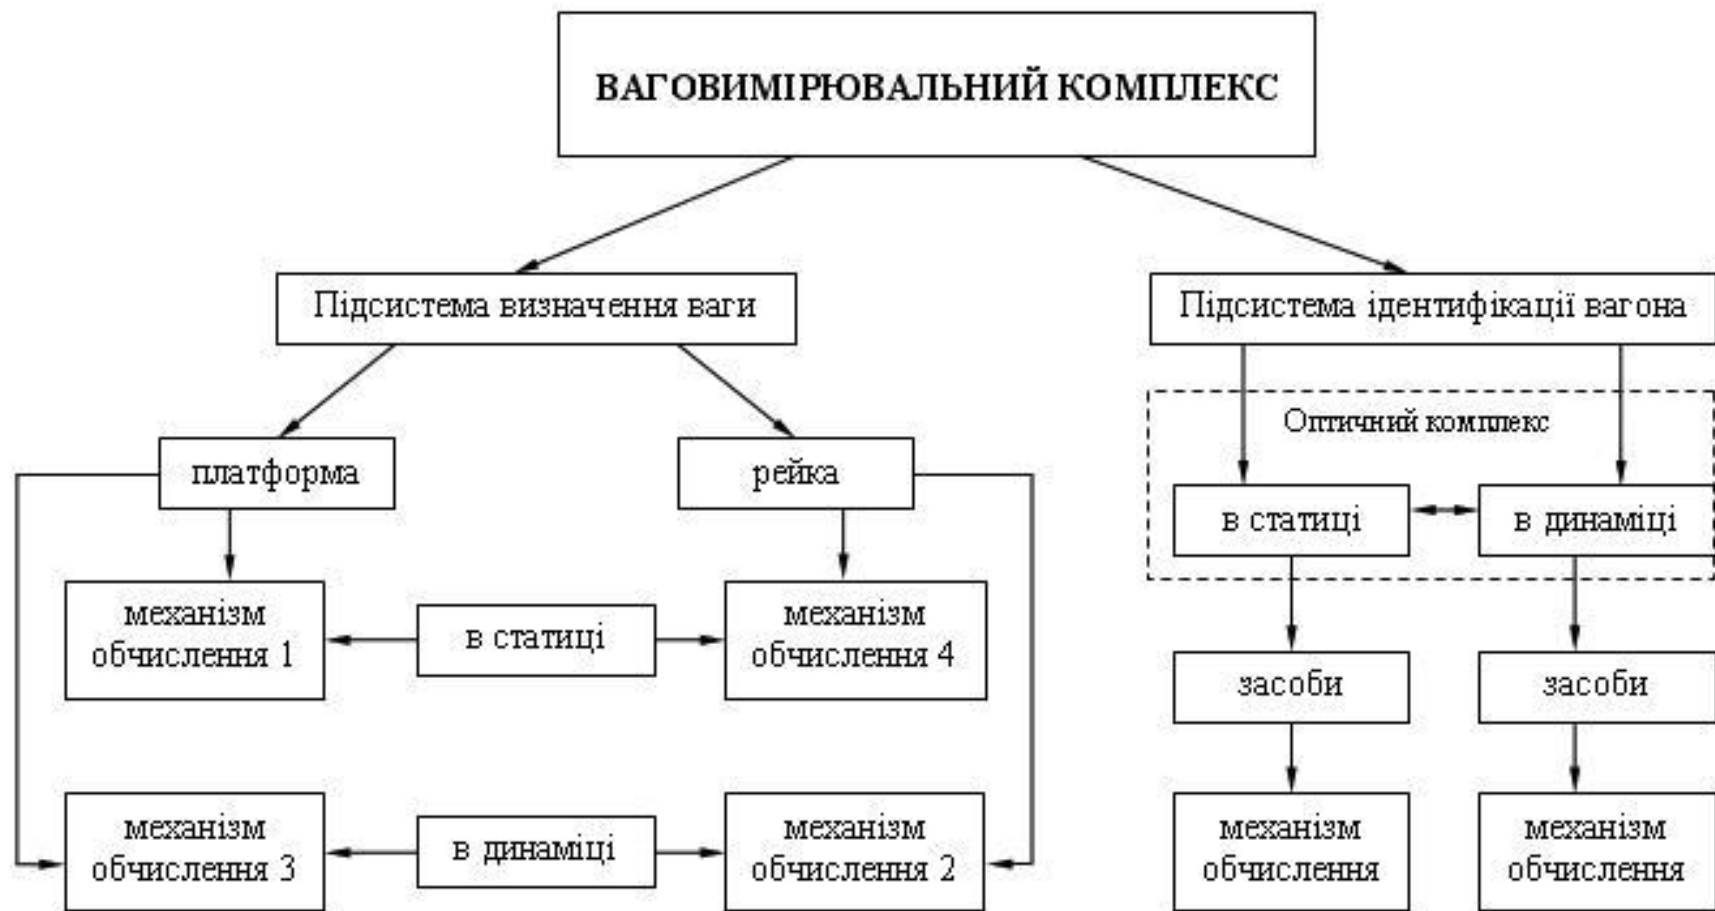 ВАГОВИМІРЮВАЛЬНИЙ КОМПЛЕКС
Підсистема визначення ваги
Підсистема ідентифікації вагона
Оптичний комплекс
платформа
рейка
в статиці
в динаміці
механізм
обчислення 1
в статиці
механізм
обчислення 4
засоби
засоби
механізм
обчислення 3
в динаміці
механізм
обчислення 2
механізм
обчислення
механізм
обчислення